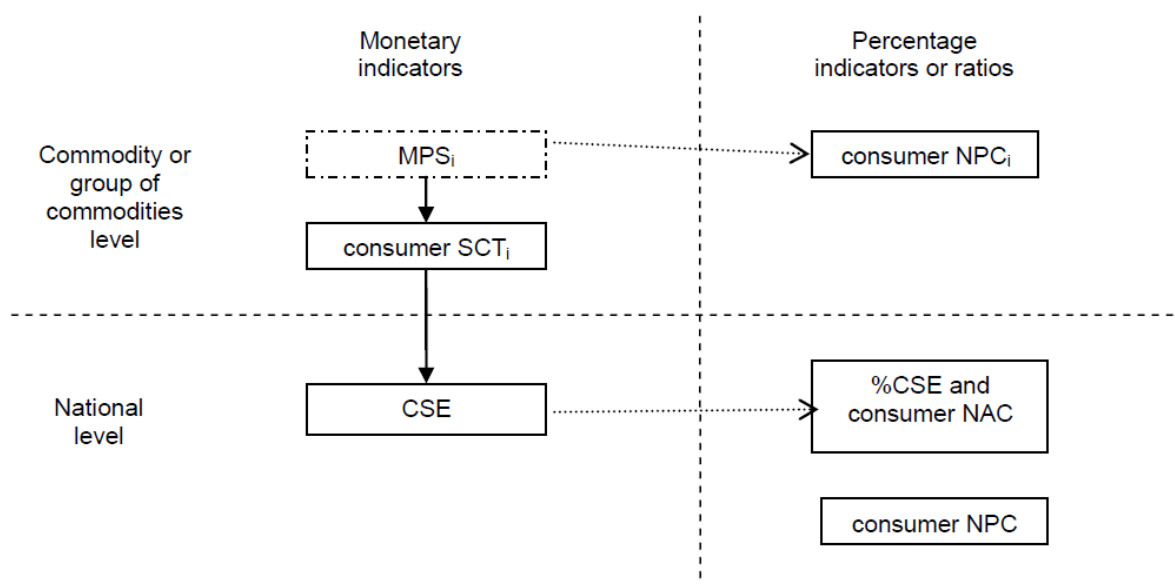 Monetary
indicators
Percentage
indicators or ratios
Commodity or
group of
commodities
level
MPSi
consumer NPCi
consumer SCTi
National
level
CSE
%CSE and
consumer NAC
consumer NPC